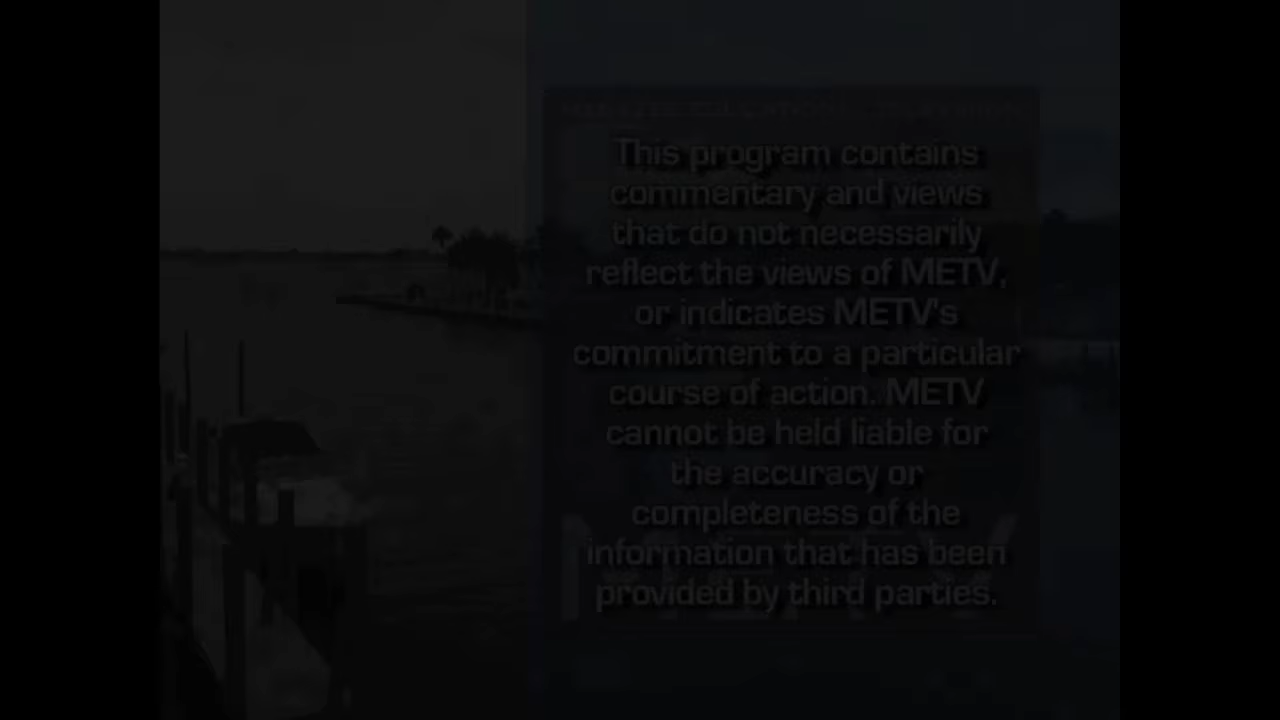 This program contains
commentary and views
that do not necessarily
reflect the views of METV,
or indicates METV's
commitment to a particular
course of action. METV
cannot be held liable for
the accuracy or
completeness of the
information that has been
provided by third parties.